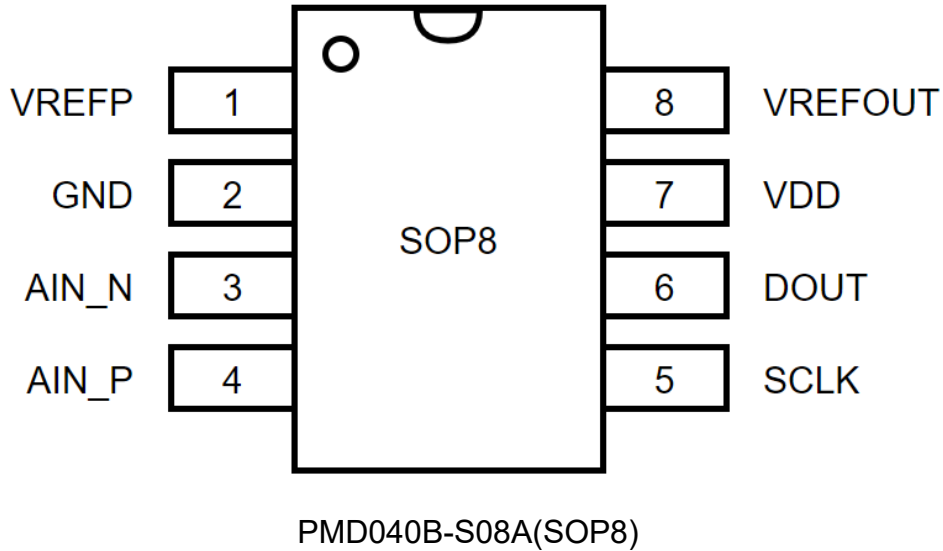 VREFP 1 8 VREFOUT
GND 2 7 VDD
SOP8
AIN_N 3 6 DOUT
AIN_P 4 5 SCLK
PMD040B-S08A(SOP8)